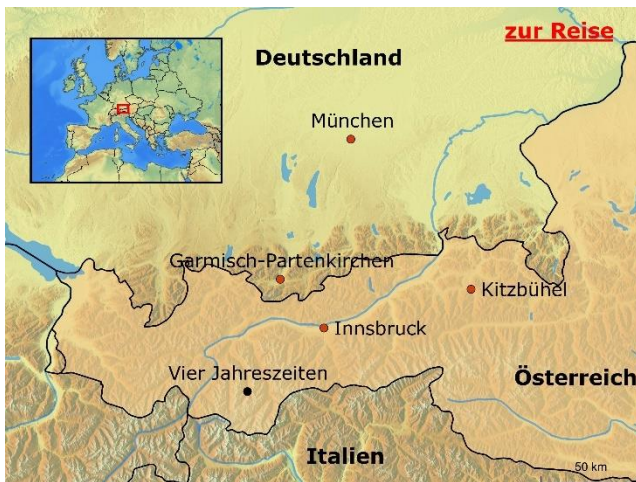 zur Reise
Deutschland
München
Garmisch-Partenkirchen
Kitzbühel
Innsbruck
Vier Jahreszeiten
Österreich
Italien
50 km